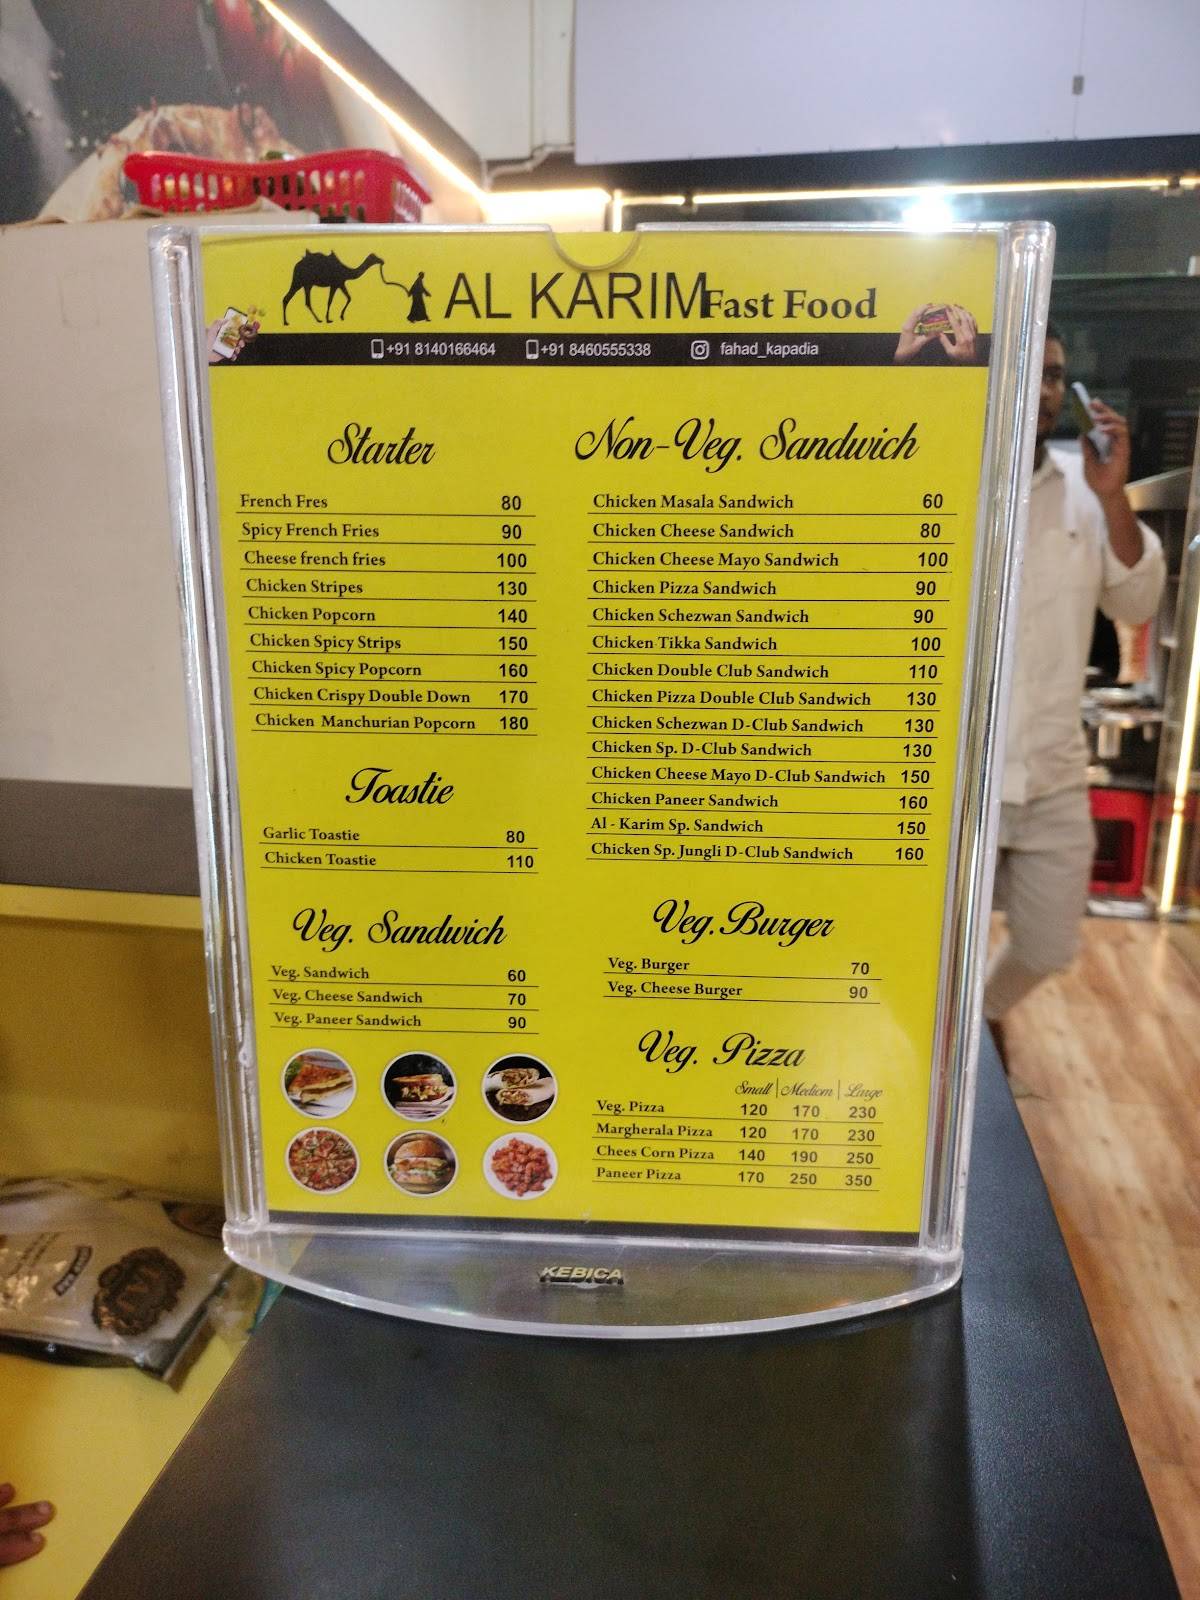 AL KARIM Fast Food
+91 8140166464 +91 8460555338 fahad_kapadia
Starter
French Fres 80
Spicy French Fries 90
Cheese french fries 100
Chicken Stripes 130
Chicken Popcorn 140
Chicken Spicy Strips 150
Chicken Spicy Popcorn 160
Chicken Crispy Double Down 170
Chicken Manchurian Popcorn 180
Toastie
Garlic Toastie 80
Chicken Toastie 110
Veg. Sandwich
Veg. Sandwich 60
Veg. Cheese Sandwich 70
Veg. Paneer Sandwich 90
Non-Veg. Sandwich
Chicken Masala Sandwich 60
Chicken Cheese Sandwich 80
Chicken Cheese Mayo Sandwich 100
Chicken Pizza Sandwich 90
Chicken Schezwan Sandwich 90
Chicken Tikka Sandwich 100
Chicken Double Club Sandwich 110
Chicken Pizza Double Club Sandwich 130
Chicken Schezwan D-Club Sandwich 130
Chicken Sp. D-Club Sandwich 130
Chicken Cheese Mayo D-Club Sandwich 150
Chicken Paneer Sandwich 160
Al - Karim Sp. Sandwich 150
Chicken Sp. Jungli D-Club Sandwich 160
Veg. Burger
Veg. Burger 70
Veg. Cheese Burger 90
Veg. Pizza
Small | Mediom | Large
Veg. Pizza 120 170 230
Margherala Pizza 120 170 230
Chees Corn Pizza 140 190 250
Paneer Pizza 170 250 350
KEBICA